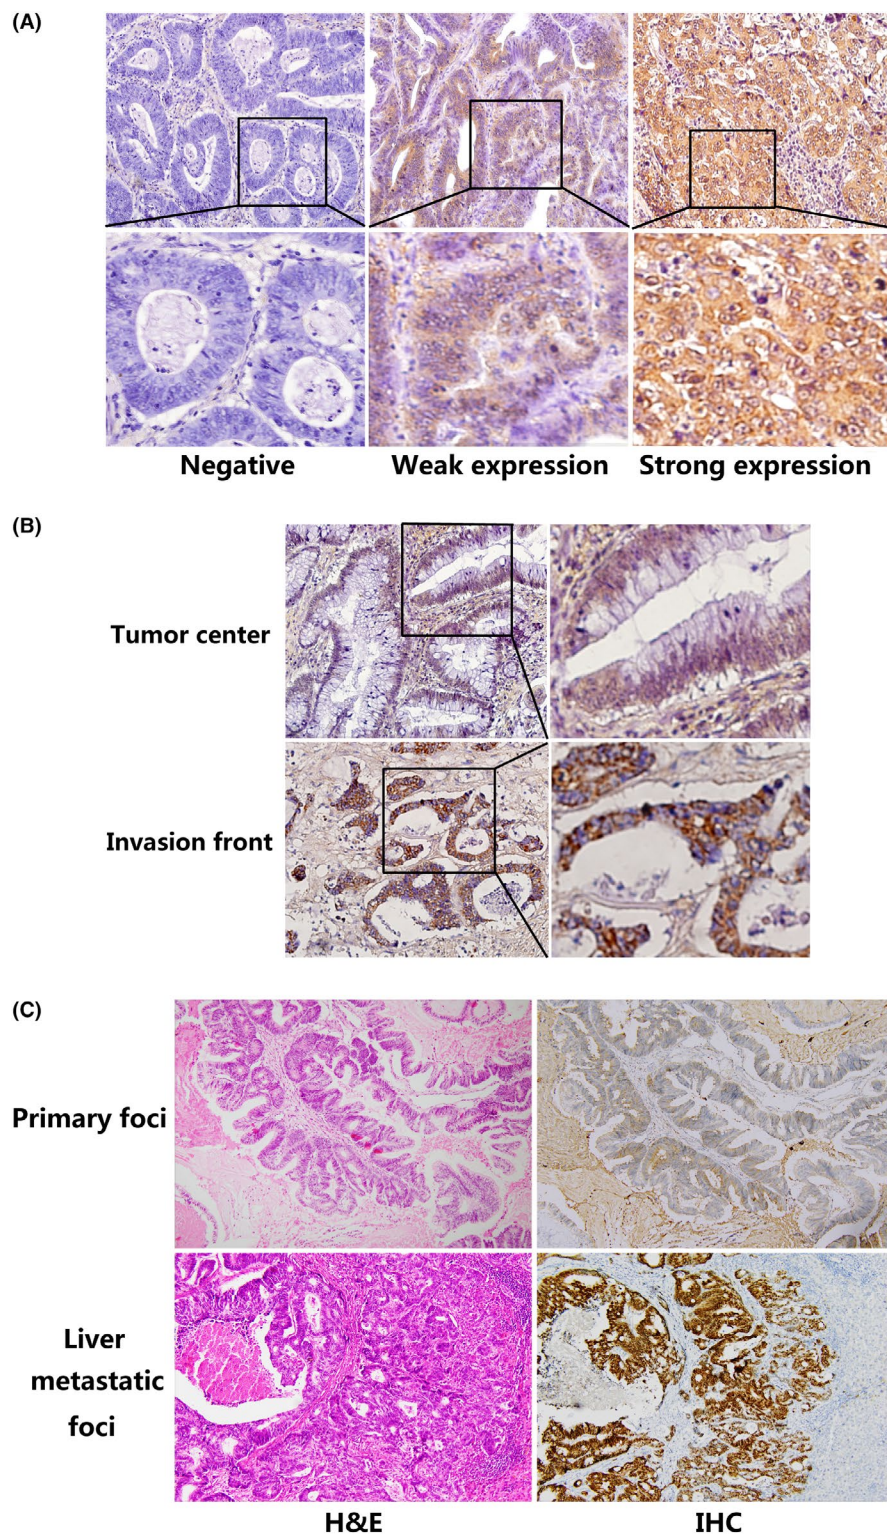 (A)
Negative
Weak expression
Strong expression
(B)
Tumor center
Invasion front
(C)
Primary foci
Liver
metastatic
foci
H&E
IHC